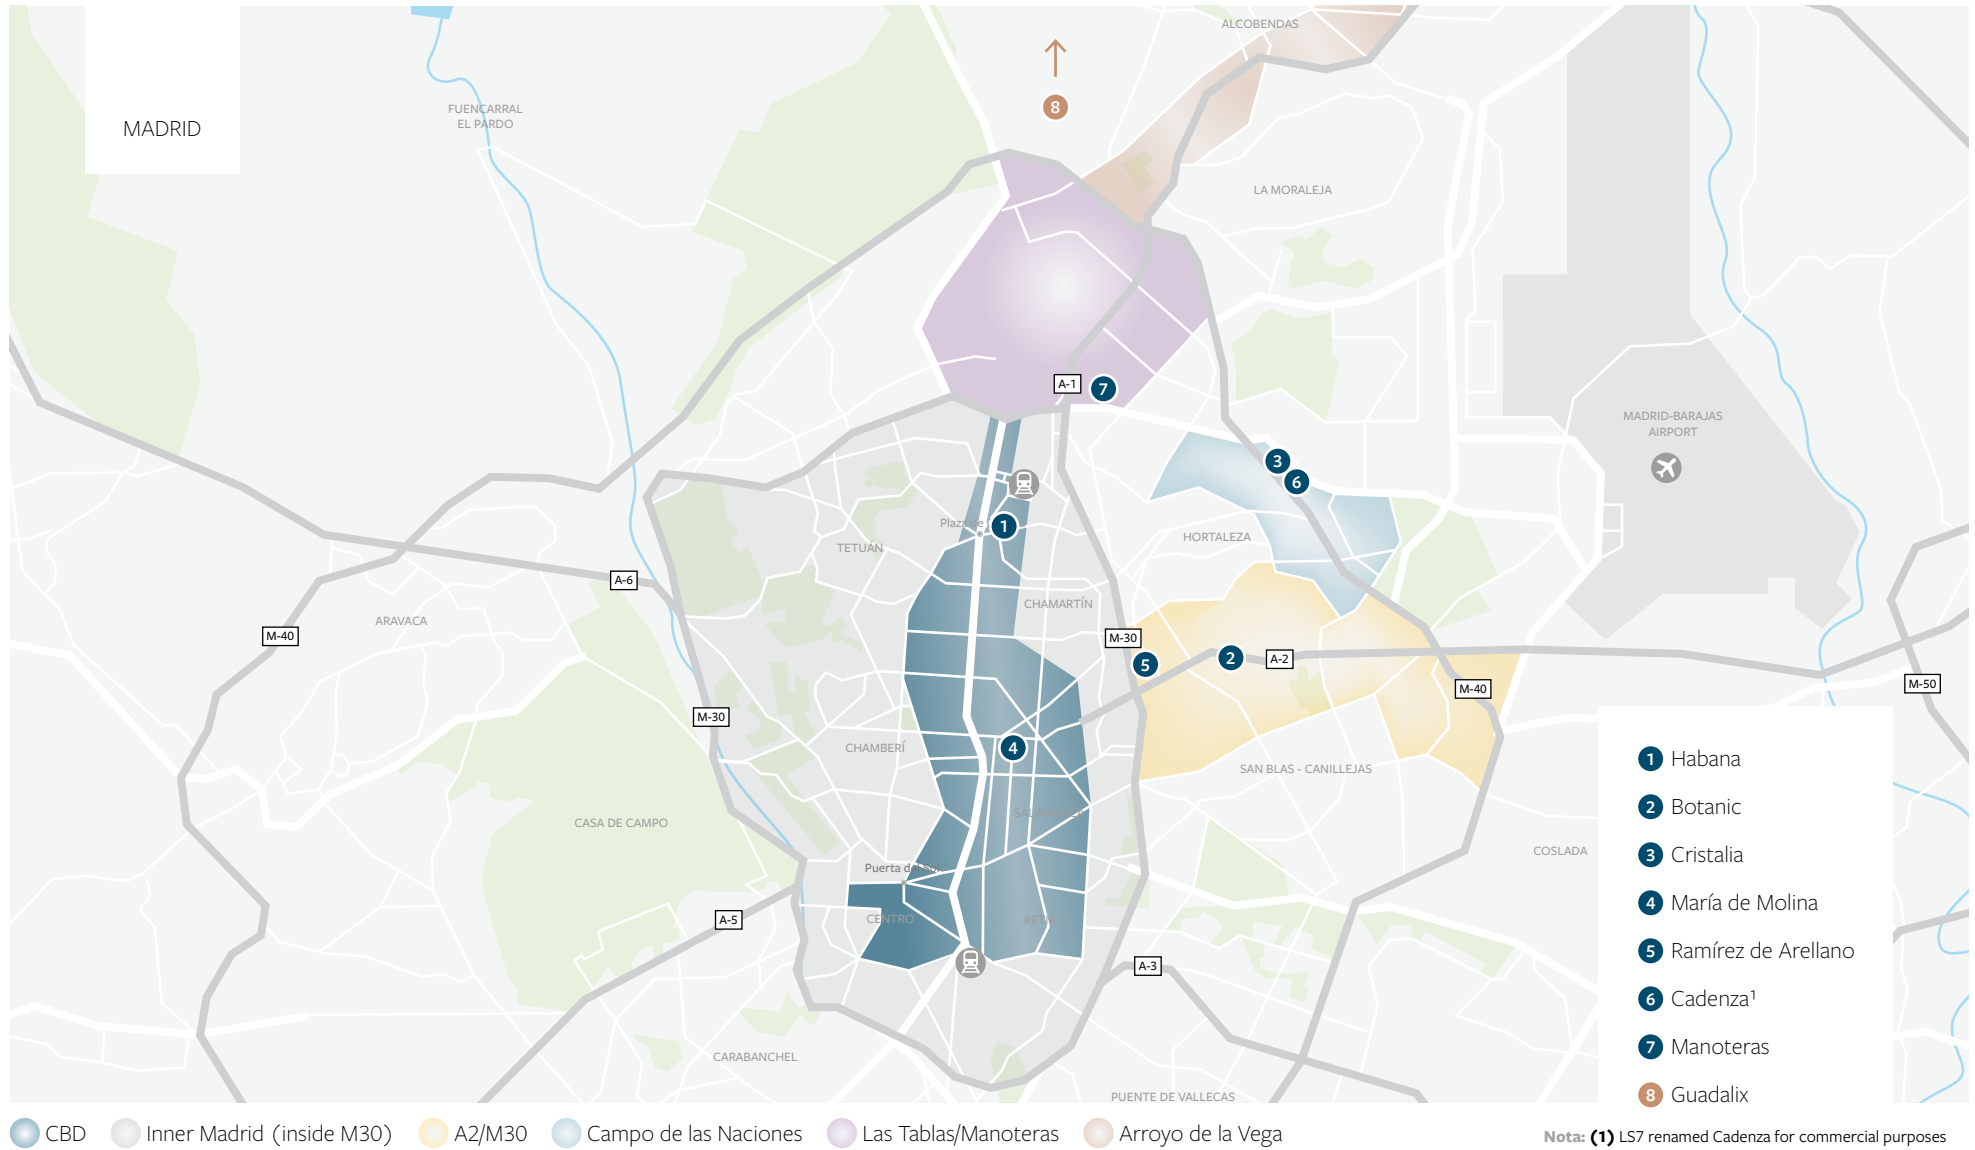 MADRID
ALCOBENDAS
8
FUENCARRAL
EL PARDO
LA MORALEJA
A-1
7
MADRID-BARAJAS
AIRPORT
3
6
Plaza de
1
TETUÁN
HORTALEZA
A-6
CHAMARTÍN
ARAVACA
M-40
M-30
5
2
A-2
M-40
M-50
M-30
CHAMBERÍ
4
SAN BLAS - CANILLEJAS
CASA DE CAMPO
SALAMANCA
COSLADA
Puerta del Sol
A-5
CENTRO
RETIRO
A-3
CARABANCHEL
PUENTE DE VALLECAS
1 Habana
2 Botanic
3 Cristalia
4 María de Molina
5 Ramírez de Arellano
6 Cadenza¹
7 Manoteras
8 Guadalix
CBD
Inner Madrid (inside M30)
A2/M30
Campo de las Naciones
Las Tablas/Manoteras
Arroyo de la Vega
Nota: (1) LS7 renamed Cadenza for commercial purposes